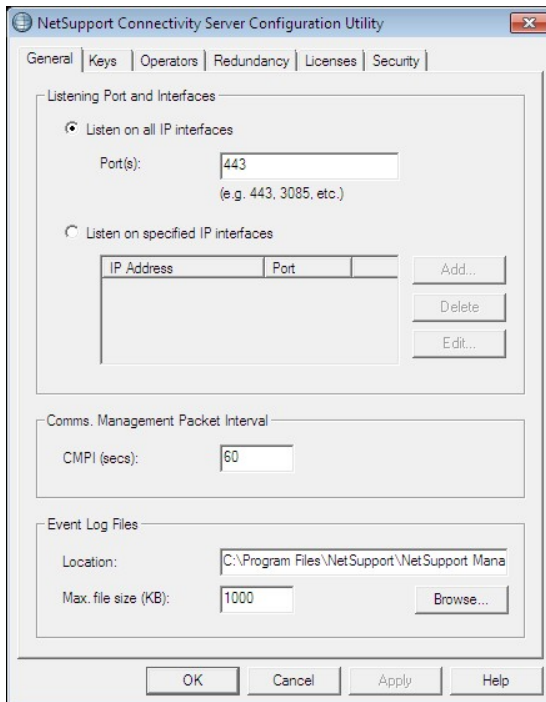 NetSupport Connectivity Server Configuration Utility
General Keys Operators Redundancy Licenses Security
Listening Port and Interfaces
Listen on all IP interfaces
Port(s): 443
(e.g. 443, 3085, etc.)
Listen on specified IP interfaces
IP Address Port Add...
Delete
Edit...
Comms. Management Packet Interval
CMPI (secs): 60
Event Log Files
Location: C:\Program Files\NetSupport\NetSupport Mana
Max. file size (KB): 1000 Browse...
OK Cancel Apply Help